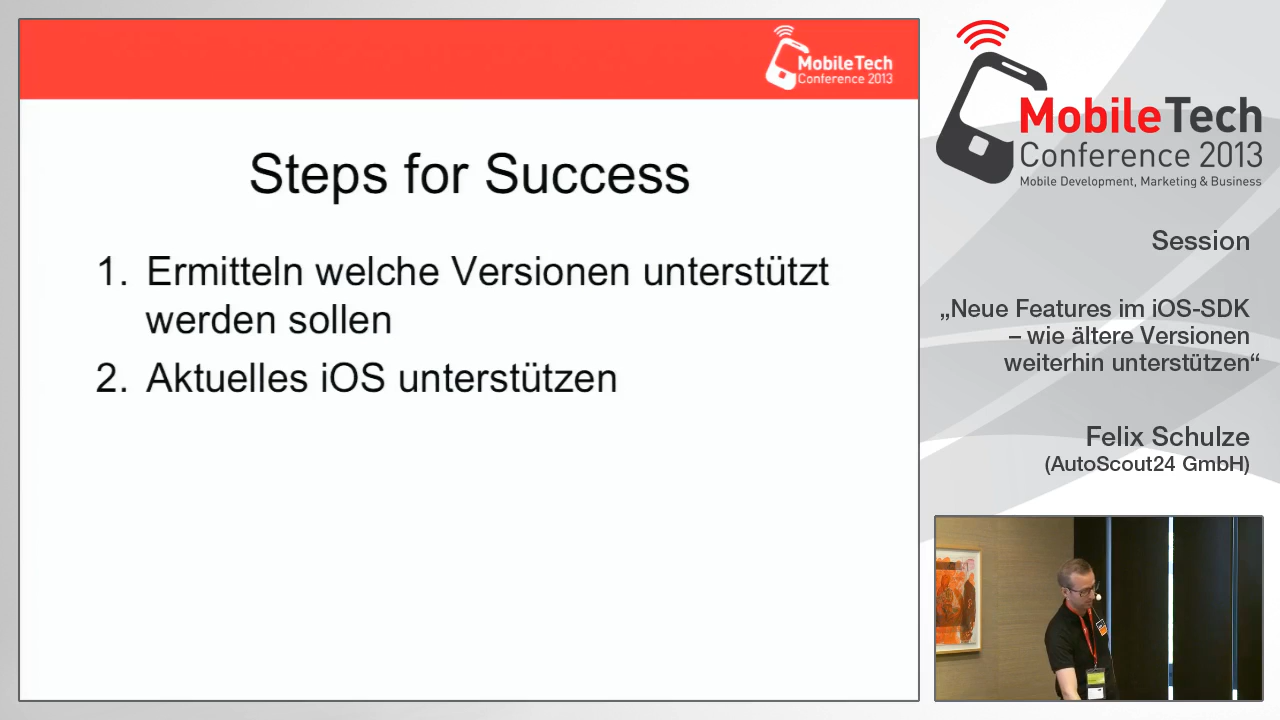 MobileTech
Conference 2013
Steps for Success
1. Ermitteln welche Versionen unterstützt
werden sollen
2. Aktuelles iOS unterstützen
MobileTech
Conference 2013
Mobile Development, Marketing & Business
Session
„Neue Features im iOS-SDK
– wie ältere Versionen
weiterhin unterstützen“
Felix Schulze
(AutoScout24 GmbH)